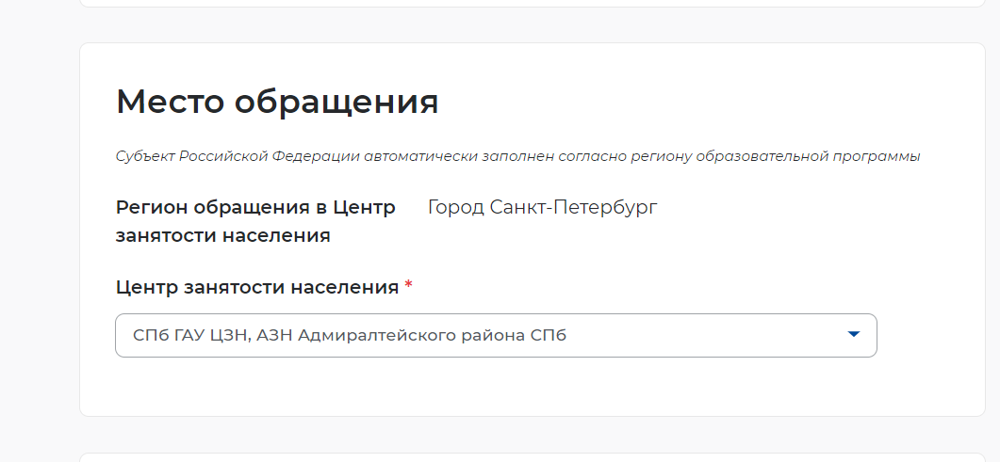 Место обращения
Субъект Российской Федерации автоматически заполнен согласно региону образовательной программы
Регион обращения в Центр занятости населения
Город Санкт-Петербург
Центр занятости населения *
СПб ГАУ ЦЗН, АЗН Адмиралтейского района СПб